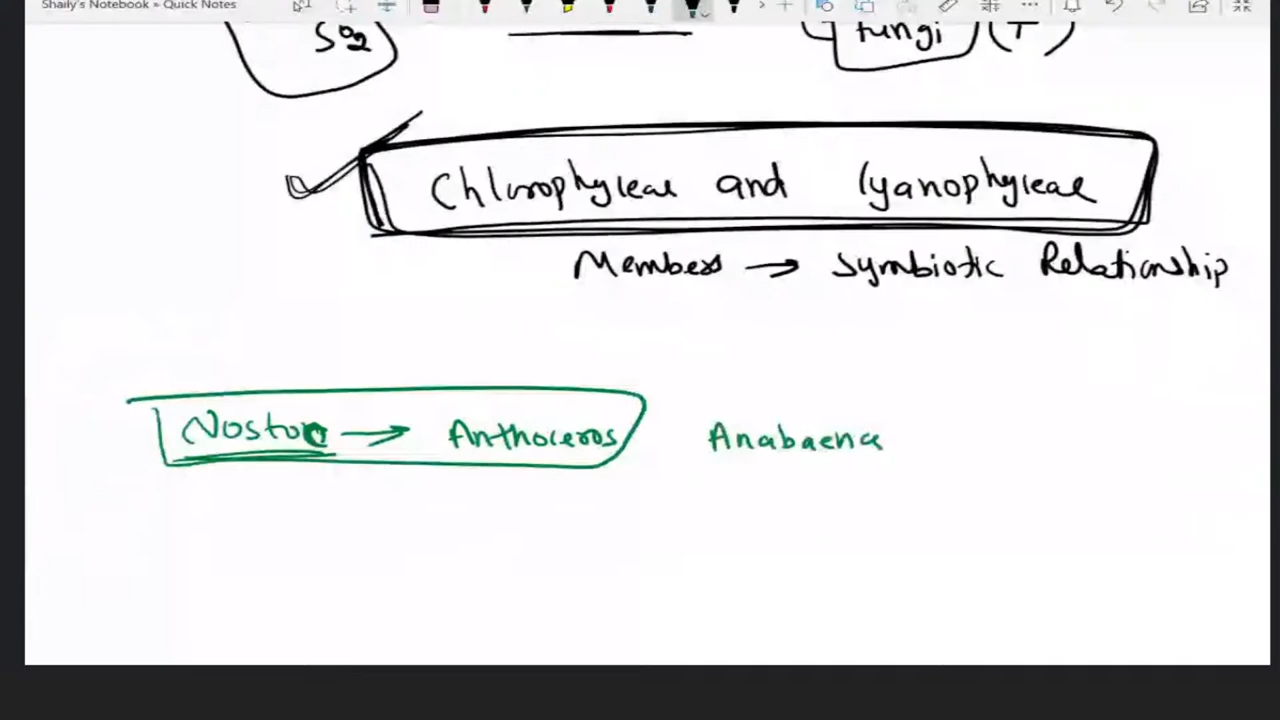 Shaily's Notebook » Quick Notes
SO2
fungi (T)
Chlorophyceae and Cyanophyceae
Members → Symbiotic Relationship
Nostoc → Anthoceros Anabaena